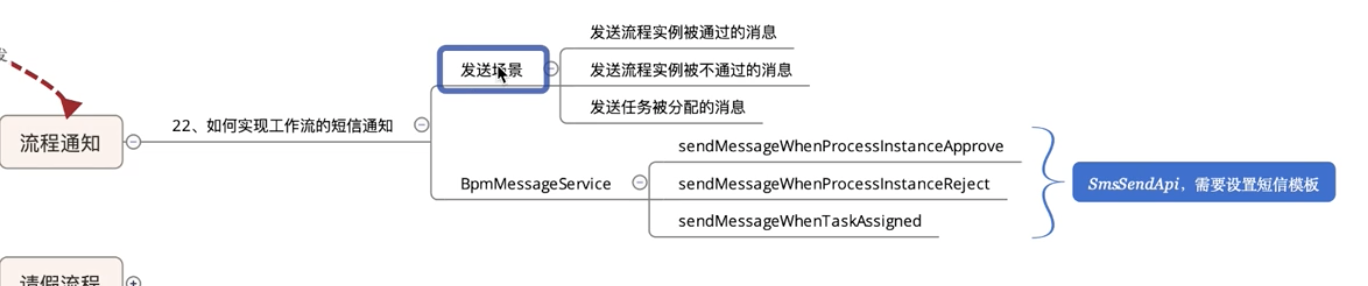 发送流程实例被通过的消息
发
发送场景
发送流程实例被不通过的消息
发送任务被分配的消息
22、如何实现工作流的短信通知
流程通知
sendMessageWhenProcessInstanceApprove
BpmMessageService
sendMessageWhenProcessInstanceReject
SmsSendApi，需要设置短信模板
sendMessageWhenTaskAssigned
请假流程